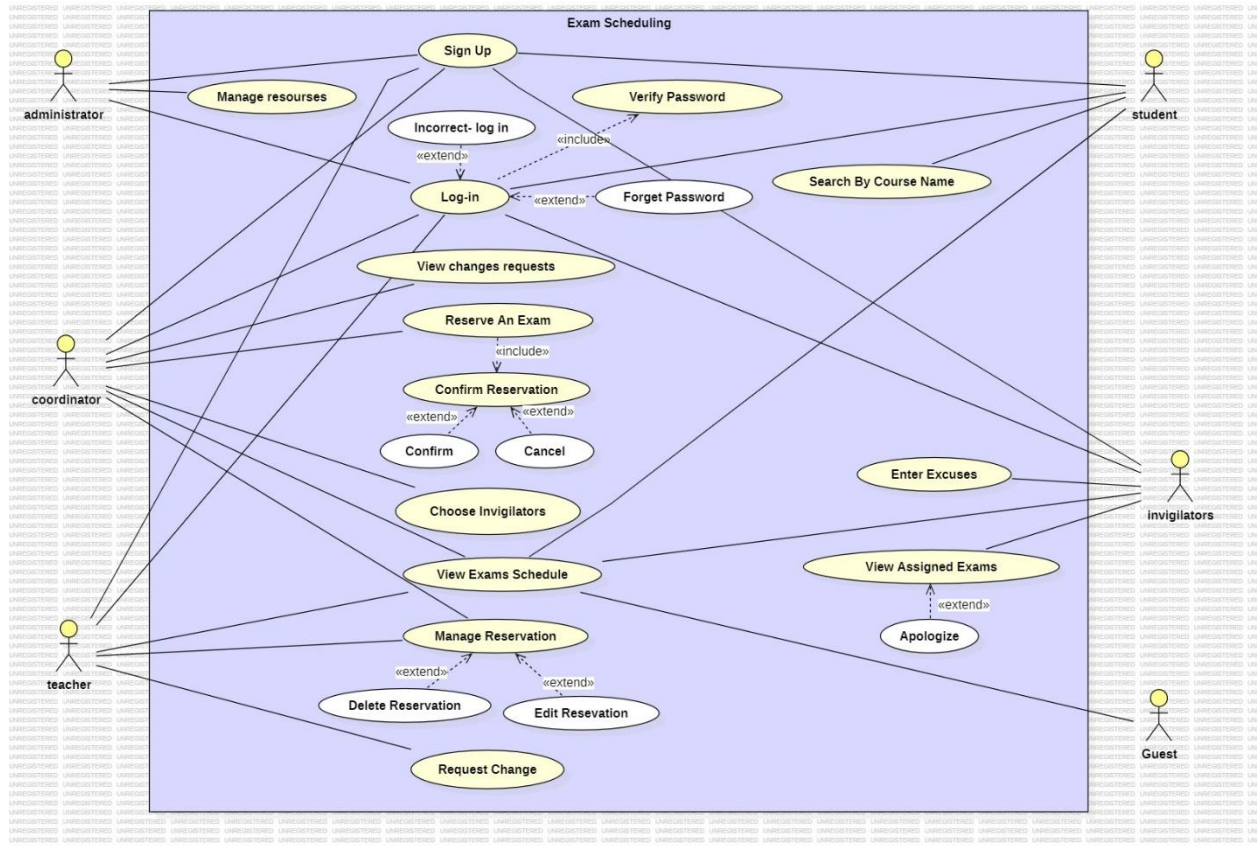 Exam Scheduling
Sign Up
administrator
Manage resourses
Verify Password
student
Incorrect- log in
«include»
«extend»
Search By Course Name
Log-in
«extend»
Forget Password
View changes requests
Reserve An Exam
«include»
coordinator
Confirm Reservation
«extend»
«extend»
Confirm
Cancel
Enter Excuses
Choose Invigilators
invigilators
View Exams Schedule
View Assigned Exams
«extend»
Manage Reservation
Apologize
teacher
«extend»
«extend»
Delete Reservation
Edit Resevation
Guest
Request Change
UNREGISTERED